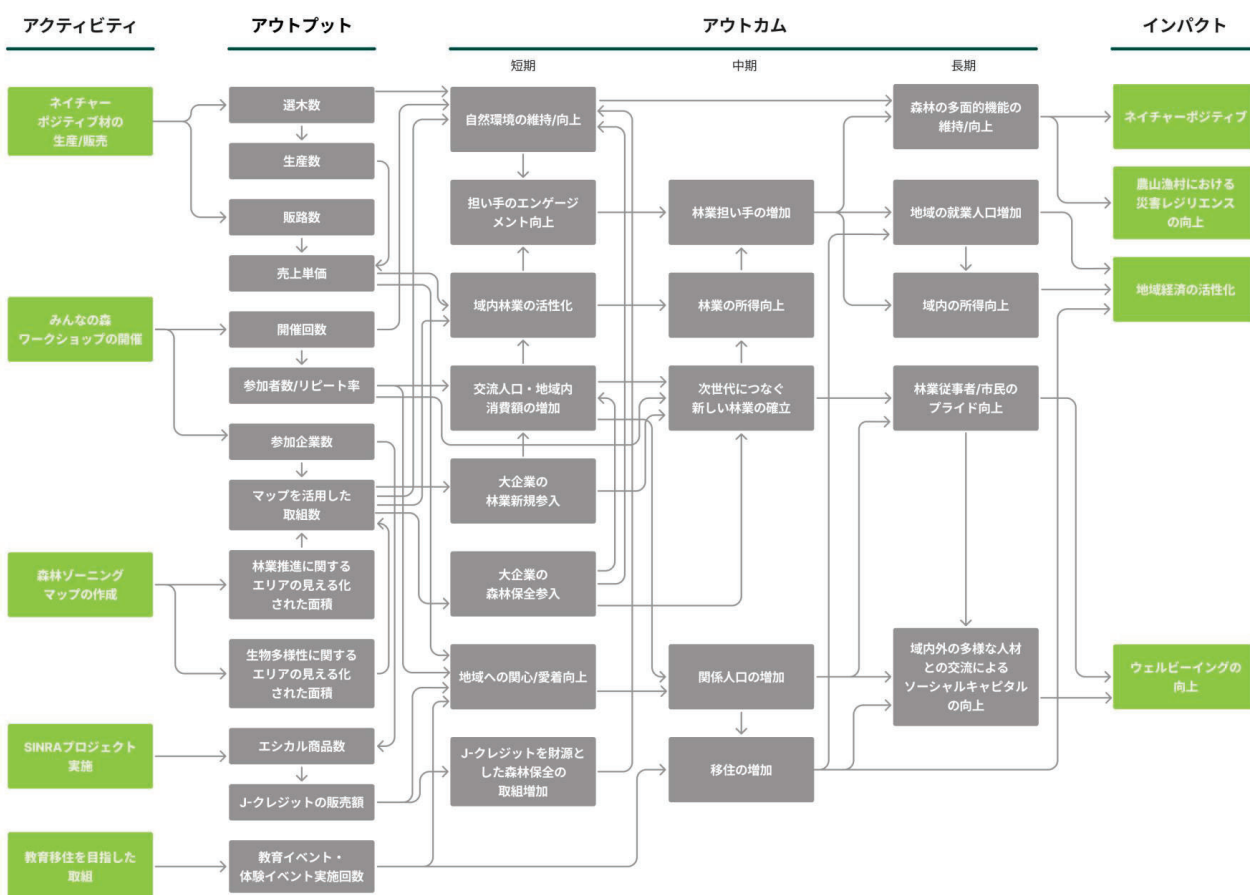 アクティビティ
アウトプット
アウトカム
インパクト
短期
中期
長期
ネイチャー
ポジティブ材の
生産/販売
みんなの森
ワークショップの開催
森林ゾーニング
マップの作成
SINRAプロジェクト
実施
教育移住を目指した
取組
選木数
生産数
販路数
売上単価
開催回数
参加者数/リピート率
参加企業数
マップを活用した
取組数
林業推進に関する
エリアの見える化
された面積
生物多様性に関する
エリアの見える化
された面積
エシカル商品数
J-クレジットの販売額
教育イベント・
体験イベント実施回数
自然環境の維持/向上
担い手のエンゲージ
メント向上
域内林業の活性化
交流人口・地域内
消費額の増加
大企業の
林業新規参入
大企業の
森林保全参入
地域への関心/愛着向上
J-クレジットを財源と
した森林保全の
取組増加
林業担い手の増加
林業の所得向上
次世代につなぐ
新しい林業の確立
関係人口の増加
移住の増加
森林の多面的機能の
維持/向上
地域の就業人口増加
域内の所得向上
林業従事者/市民の
プライド向上
域内外の多様な人材
との交流による
ソーシャルキャピタル
の向上
ネイチャーポジティブ
農山漁村における
災害レジリエンス
の向上
地域経済の活性化
ウェルビーイングの
向上